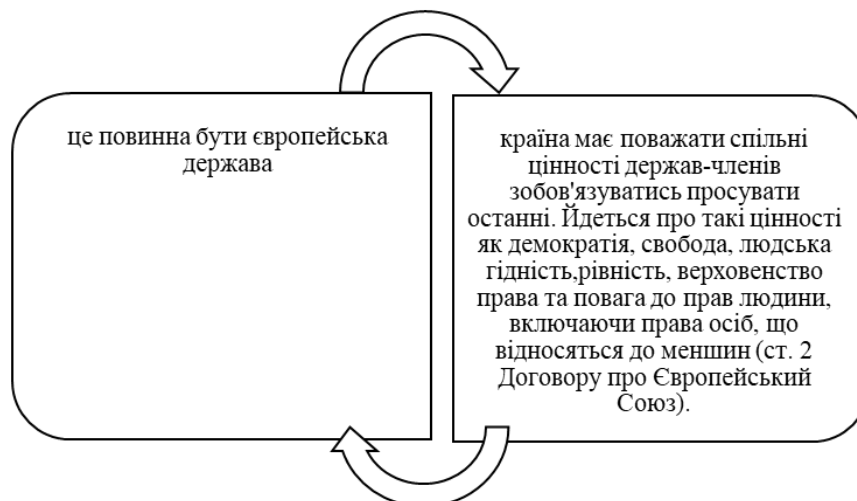 це повинна бути європейська
держава
країна має поважати спільні
цінності держав-членів
зобов'язуватись просувати
останні. Йдеться про такі цінності
як демократія, свобода, людська
гідність,рівність, верховенство
права та повага до прав людини,
включаючи права осіб, що
відносяться до меншин (ст. 2
Договору про Європейський
Союз).